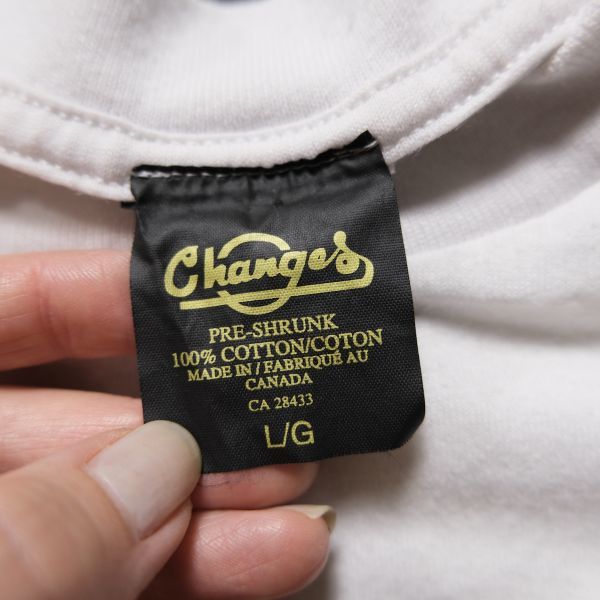 Changes
PRE-SHRUNK
100% COTTON/COTON
MADE IN / FABRIQUÉ AU
CANADA
CA 28433
L/G